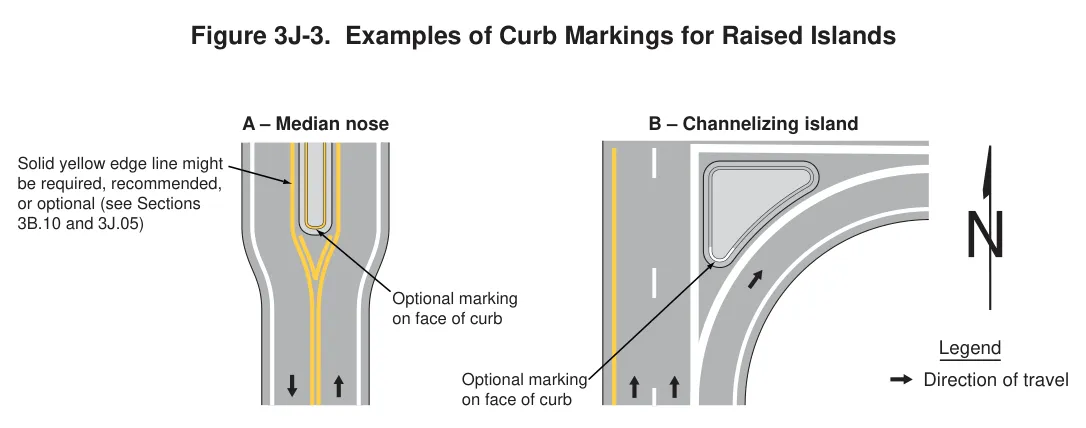 Figure 3J-3.  Examples of Curb Markings for Raised Islands
A – Median nose
Solid yellow edge line might
be required, recommended,
or optional (see Sections
3B.10 and 3J.05)
Optional marking
on face of curb
B – Channelizing island
Optional marking
on face of curb
N
Legend
Direction of travel